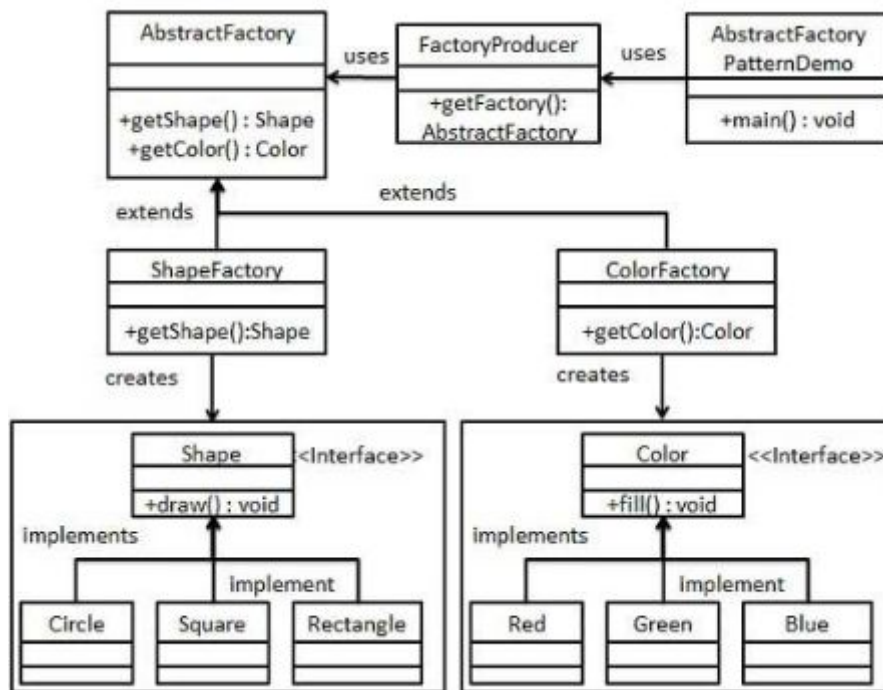 AbstractFactory
+getShape() : Shape
+getColor() : Color
uses
FactoryProducer
+getFactory():
AbstractFactory
uses
AbstractFactory
PatternDemo
+main() : void
extends
extends
ShapeFactory
+getShape():Shape
ColorFactory
+getColor():Color
creates
creates
Shape
<<Interface>>
+draw() : void
implements
implement
Circle
Square
Rectangle
Color
<<Interface>>
+fill() : void
implements
implement
Red
Green
Blue